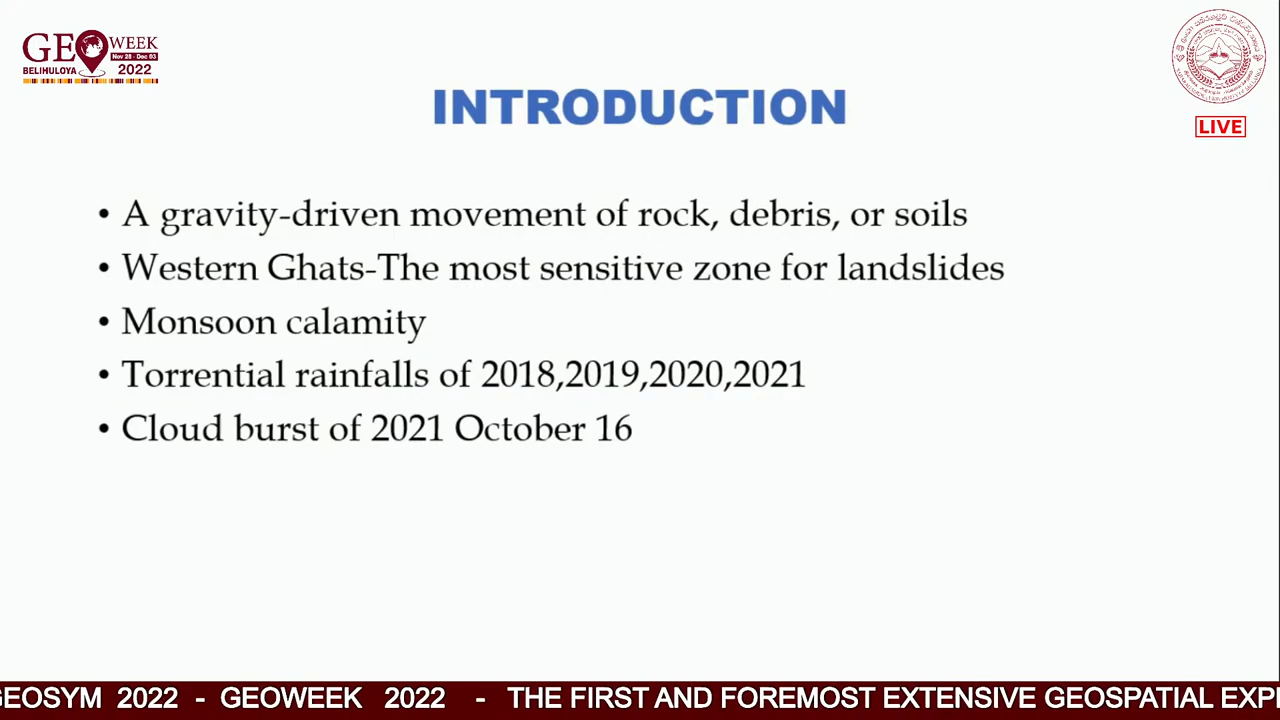 GEO WEEK
Nov 28 - Dec 03
BELIHULOYA 2022
LIVE
INTRODUCTION
• A gravity-driven movement of rock, debris, or soils
• Western Ghats-The most sensitive zone for landslides
• Monsoon calamity
• Torrential rainfalls of 2018,2019,2020,2021
• Cloud burst of 2021 October 16
GEOSYM 2022 - GEOWEEK 2022 - THE FIRST AND FOREMOST EXTENSIVE GEOSPATIAL EXPL